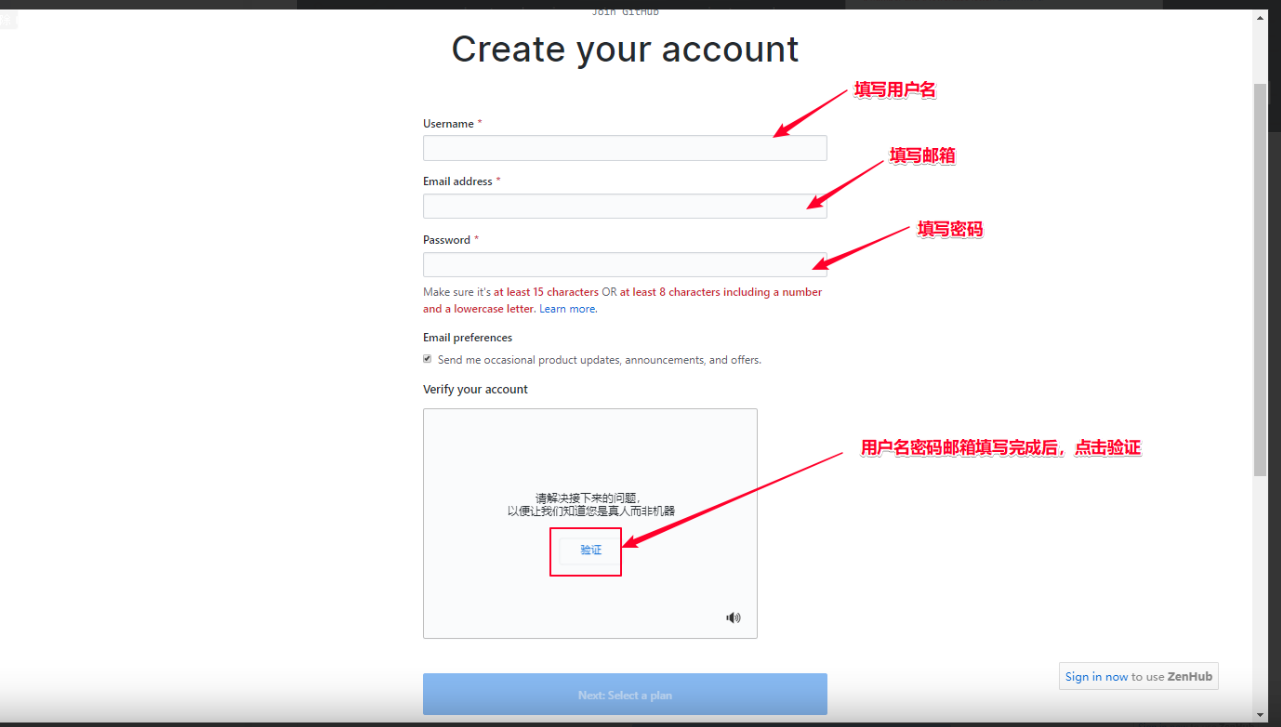 Join GitHub
Create your account
填写用户名
Username *
填写邮箱
Email address *
填写密码
Password *
Make sure it's at least 15 characters OR at least 8 characters including a number
and a lowercase letter. Learn more.
Email preferences
Send me occasional product updates, announcements, and offers.
Verify your account
用户名密码邮箱填写完成后，点击验证
请解决接下来的问题，
以便让我们知道您是真人而非机器
验证
Sign in now to use ZenHub
Next: Select a plan